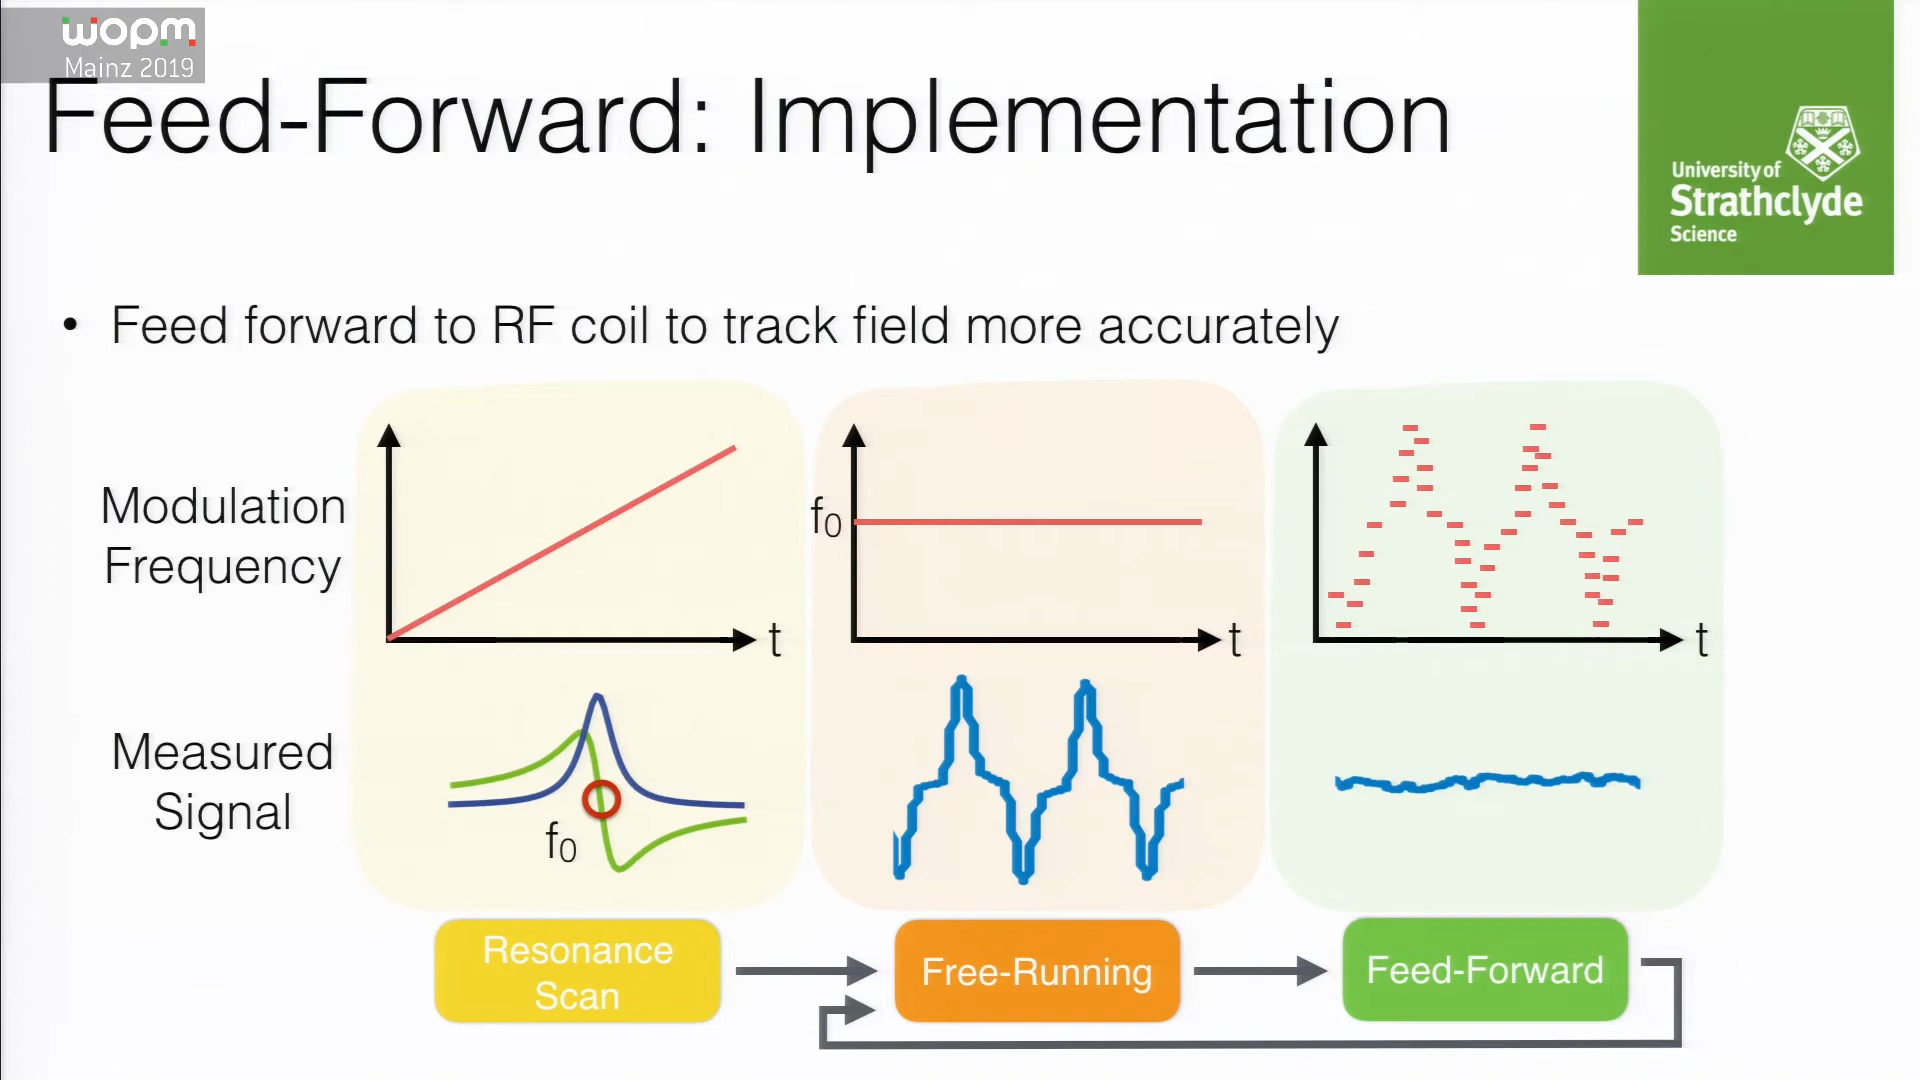 wopm
Mainz 2019
Feed-Forward: Implementation
University of
Strathclyde
Science
• Feed forward to RF coil to track field more accurately
Modulation
Frequency
t
f₀
t
t
Measured
Signal
f₀
Resonance
Scan
Free-Running
Feed-Forward